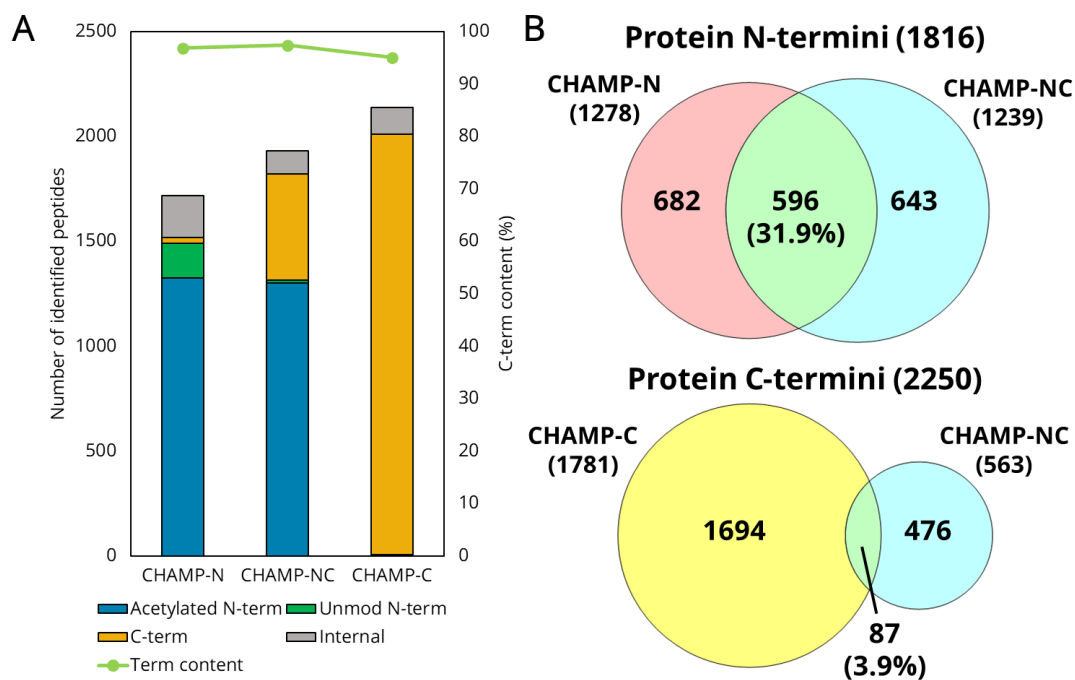 A
2500
2000
1500
1000
500
0
Number of identified peptides
100
90
80
70
60
50
40
30
20
10
0
C-term content (%)
CHAMP-N
CHAMP-NC
CHAMP-C
Acetylated N-term
Unmod N-term
C-term
Internal
Term content
B
Protein N-termini (1816)
CHAMP-N
(1278)
CHAMP-NC
(1239)
682
596
(31.9%)
643
Protein C-termini (2250)
CHAMP-C
(1781)
CHAMP-NC
(563)
1694
476
87
(3.9%)